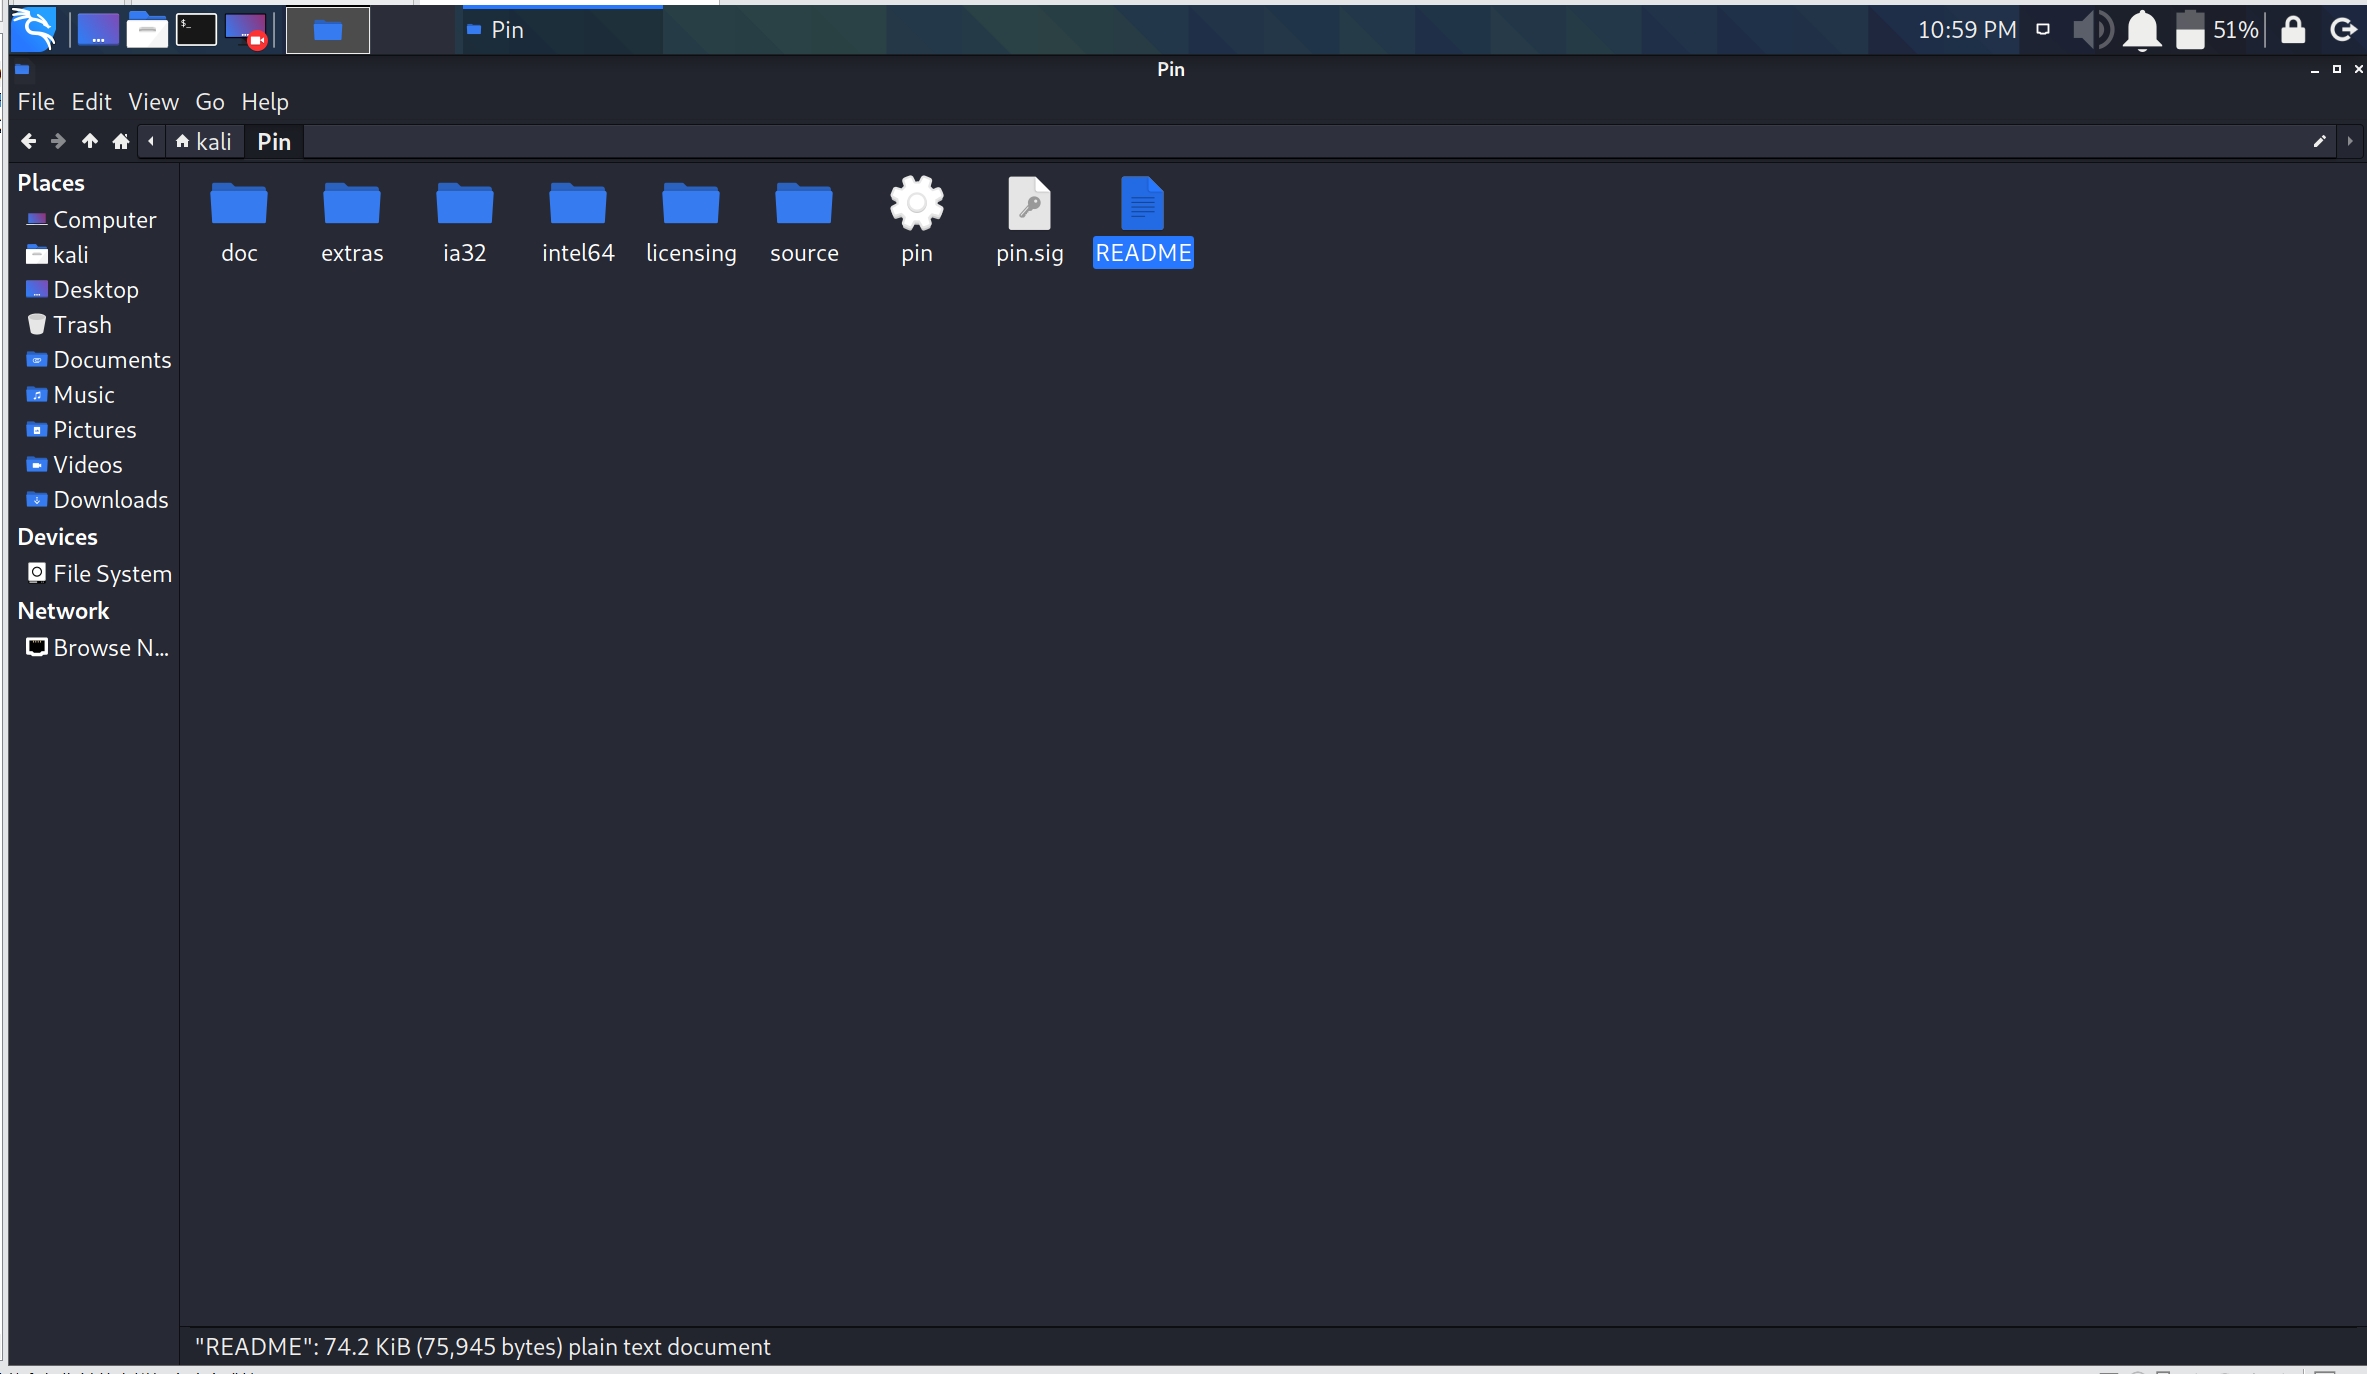 Pin
10:59 PM
51%
Pin
File Edit View Go Help
kali Pin
Places
Computer
kali
Desktop
Trash
Documents
Music
Pictures
Videos
Downloads
Devices
File System
Network
Browse N...
doc extras ia32 intel64 licensing source pin pin.sig README
"README": 74.2 KiB (75,945 bytes) plain text document